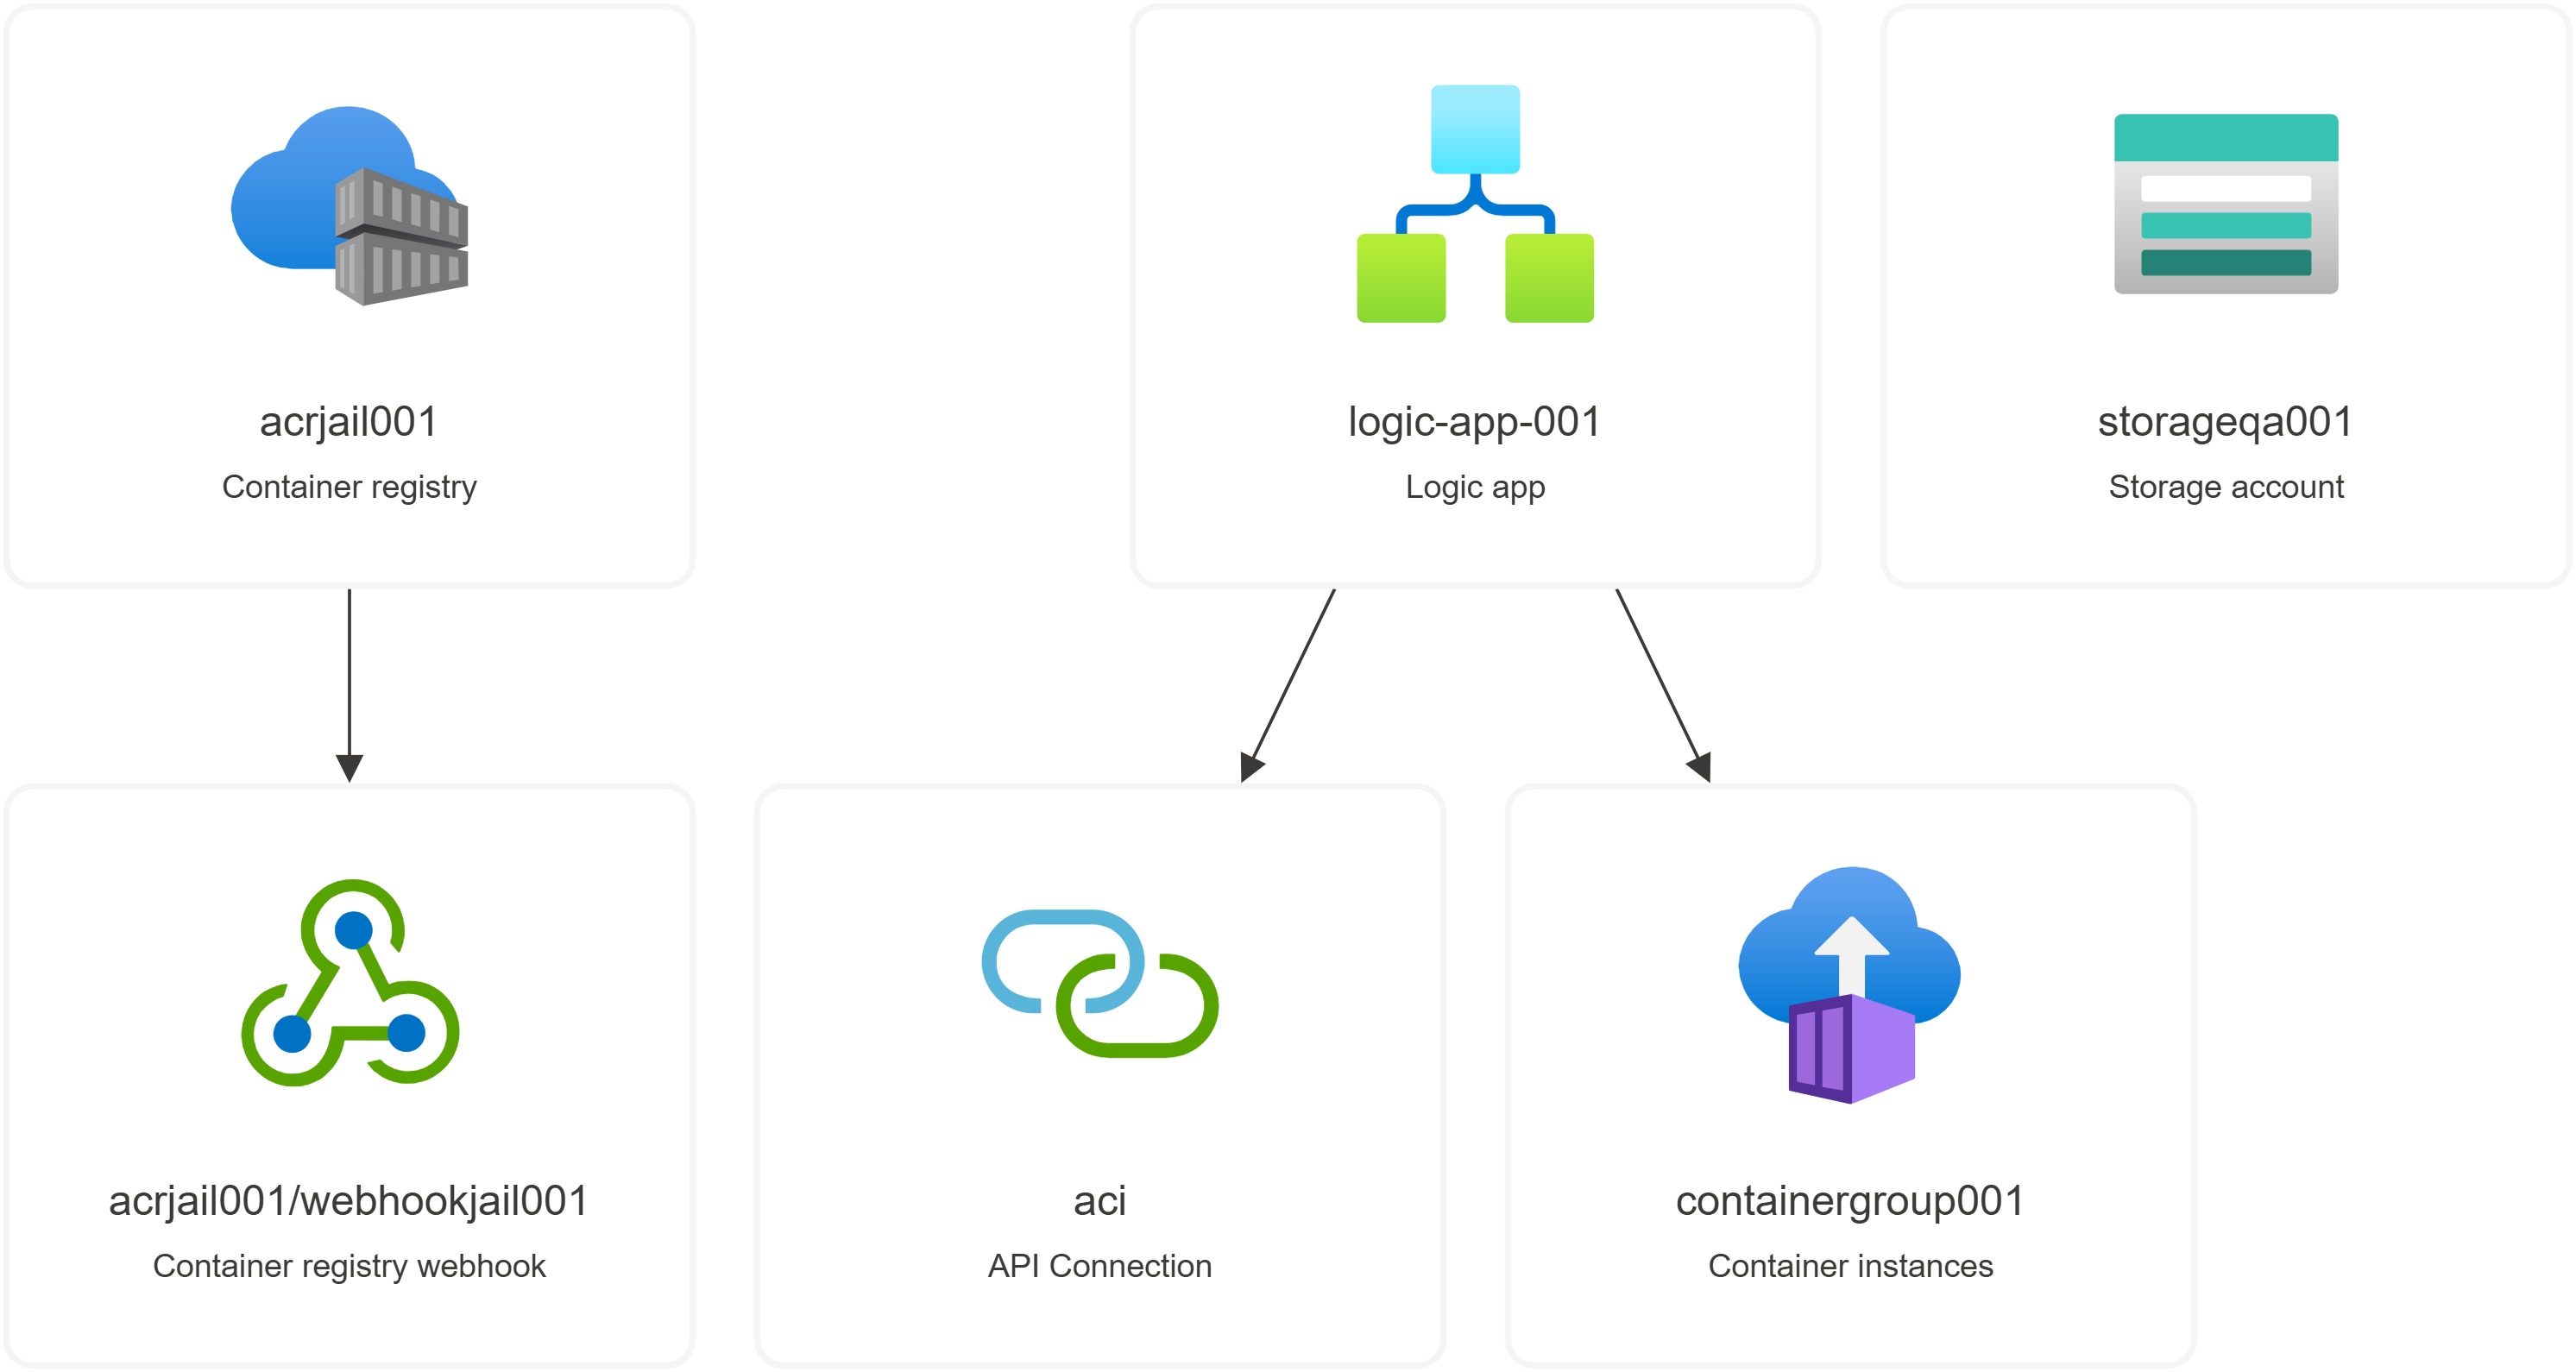 acrjail001
Container registry
logic-app-001
Logic app
storageqa001
Storage account
acrjail001/webhookjail001
Container registry webhook
aci
API Connection
containergroup001
Container instances